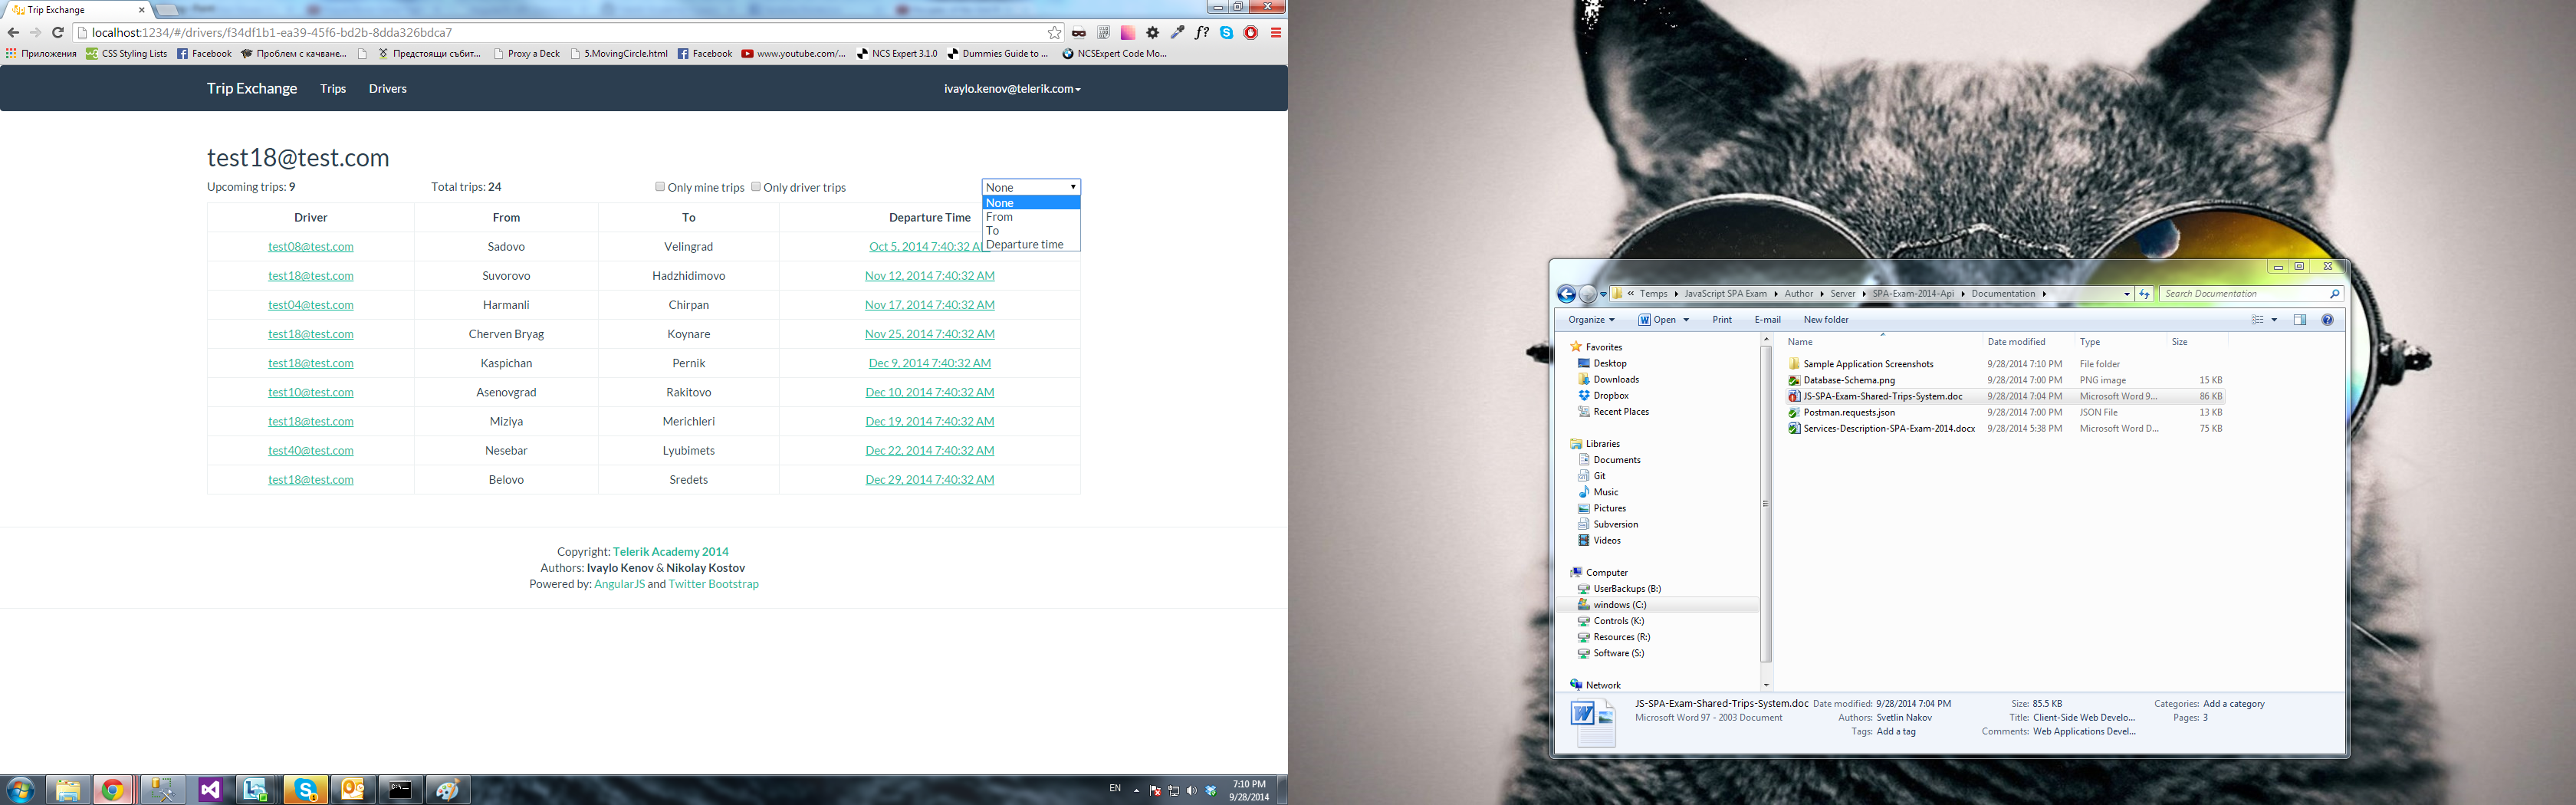 Trip Exchange
localhost:1234/#/drivers/f34df1b1-ea39-45f6-bd2b-8dda326bdca7
Приложения CSS Styling Lists Facebook Проблем с качване... Предстоящи събит... Proxy a Deck 5.MovingCircle.html Facebook www.youtube.com/... NCS Expert 3.1.0 Dummies Guide to ... NCSExpert Code Mo...
Trip Exchange Trips Drivers ivaylo.kenov@telerik.com
test18@test.com
Upcoming trips: 9 Total trips: 24 Only mine trips Only driver trips None
None
From
To
Departure time
Driver From To Departure Time
test08@test.com Sadovo Velingrad Oct 5, 2014 7:40:32 A
test18@test.com Suvorovo Hadzhidimovo Nov 12, 2014 7:40:32 AM
test04@test.com Harmanli Chirpan Nov 17, 2014 7:40:32 AM
test18@test.com Cherven Bryag Koynare Nov 25, 2014 7:40:32 AM
test18@test.com Kaspichan Pernik Dec 9, 2014 7:40:32 AM
test10@test.com Asenovgrad Rakitovo Dec 10, 2014 7:40:32 AM
test18@test.com Miziya Merichleri Dec 19, 2014 7:40:32 AM
test40@test.com Nesebar Lyubimets Dec 22, 2014 7:40:32 AM
test18@test.com Belovo Sredets Dec 29, 2014 7:40:32 AM
Copyright: Telerik Academy 2014
Authors: Ivaylo Kenov & Nikolay Kostov
Powered by: AngularJS and Twitter Bootstrap
EN 7:10 PM
9/28/2014
« Temps JavaScript SPA Exam Author Server SPA-Exam-2014-Api Documentation Search Documentation
Organize Open Print E-mail New folder
Name Date modified Type Size
Favorites
Desktop
Downloads
Dropbox
Recent Places
Libraries
Documents
Git
Music
Pictures
Subversion
Videos
Computer
UserBackups (B:)
windows (C:)
Controls (K:)
Resources (R:)
Software (S:)
Network
Sample Application Screenshots 9/28/2014 7:10 PM File folder
Database-Schema.png 9/28/2014 7:00 PM PNG image 15 KB
JS-SPA-Exam-Shared-Trips-System.doc 9/28/2014 7:04 PM Microsoft Word 9... 86 KB
Postman.requests.json 9/28/2014 7:00 PM JSON File 13 KB
Services-Description-SPA-Exam-2014.docx 9/28/2014 5:38 PM Microsoft Word D... 75 KB
JS-SPA-Exam-Shared-Trips-System.doc Date modified: 9/28/2014 7:04 PM Size: 85.5 KB Categories: Add a category
Microsoft Word 97 - 2003 Document Authors: Svetlin Nakov Title: Client-Side Web Develo... Pages: 3
Tags: Add a tag Comments: Web Applications Devel...